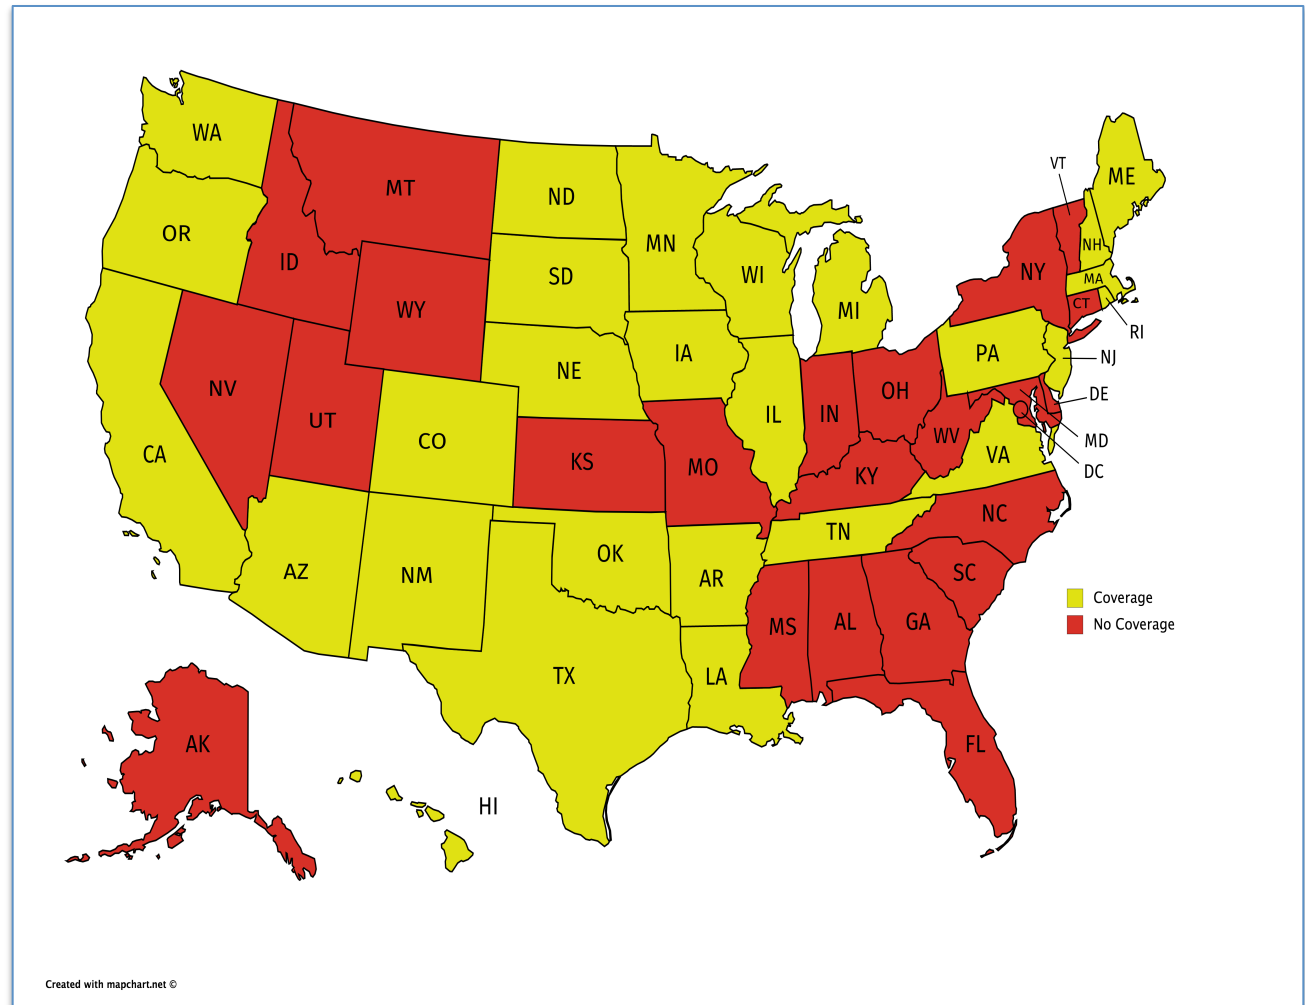 WA
MT
ND
MN
VT
ME
OR
ID
SD
WI
NH
NY
MA
WY
MI
CT
RI
NE
IA
PA
NJ
NV
UT
CO
IL
IN
OH
DE
CA
KS
MO
KY
WV
VA
MD
DC
AZ
NM
OK
AR
TN
NC
SC
MS
AL
GA
TX
LA
Coverage
No Coverage
AK
HI
FL
Created with mapchart.net ©